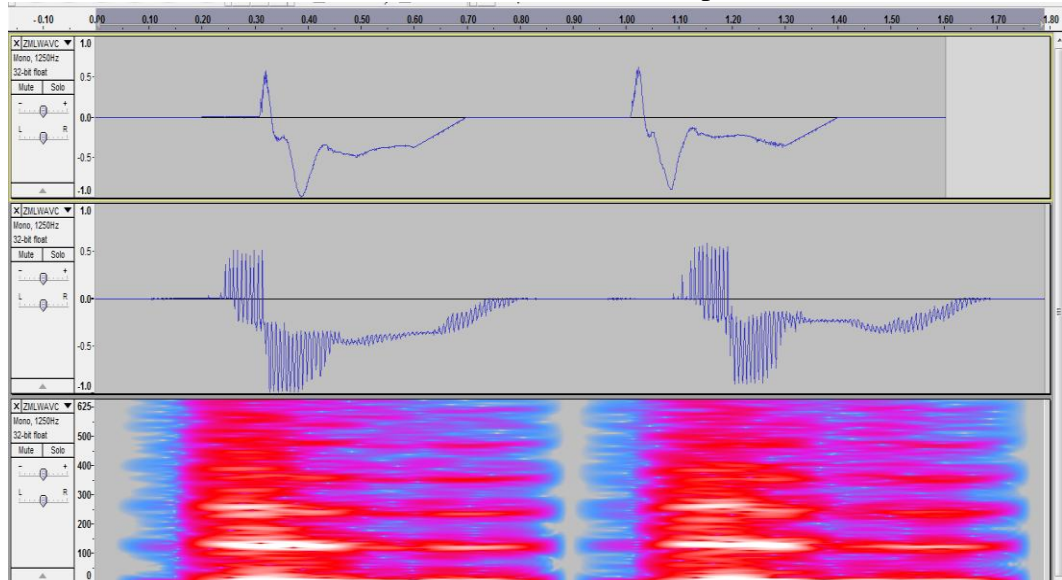 -0.10 0.00 0.10 0.20 0.30 0.40 0.50 0.60 0.70 0.80 0.90 1.00 1.10 1.20 1.30 1.40 1.50 1.60 1.70 1.80
X ZMLWAVC ▼ 1.0
Mono, 1250Hz
32-bit float
Mute Solo
0.5
- +
0.0
L R
-0.5
-1.0
X ZMLWAVC ▼ 1.0
Mono, 1250Hz
32-bit float
Mute Solo
0.5
- +
L R
0.0
-0.5
-1.0
X ZMLWAVC ▼ 625
Mono, 1250Hz
32-bit float
500
Mute Solo
- +
400
L R
300
200
100
0